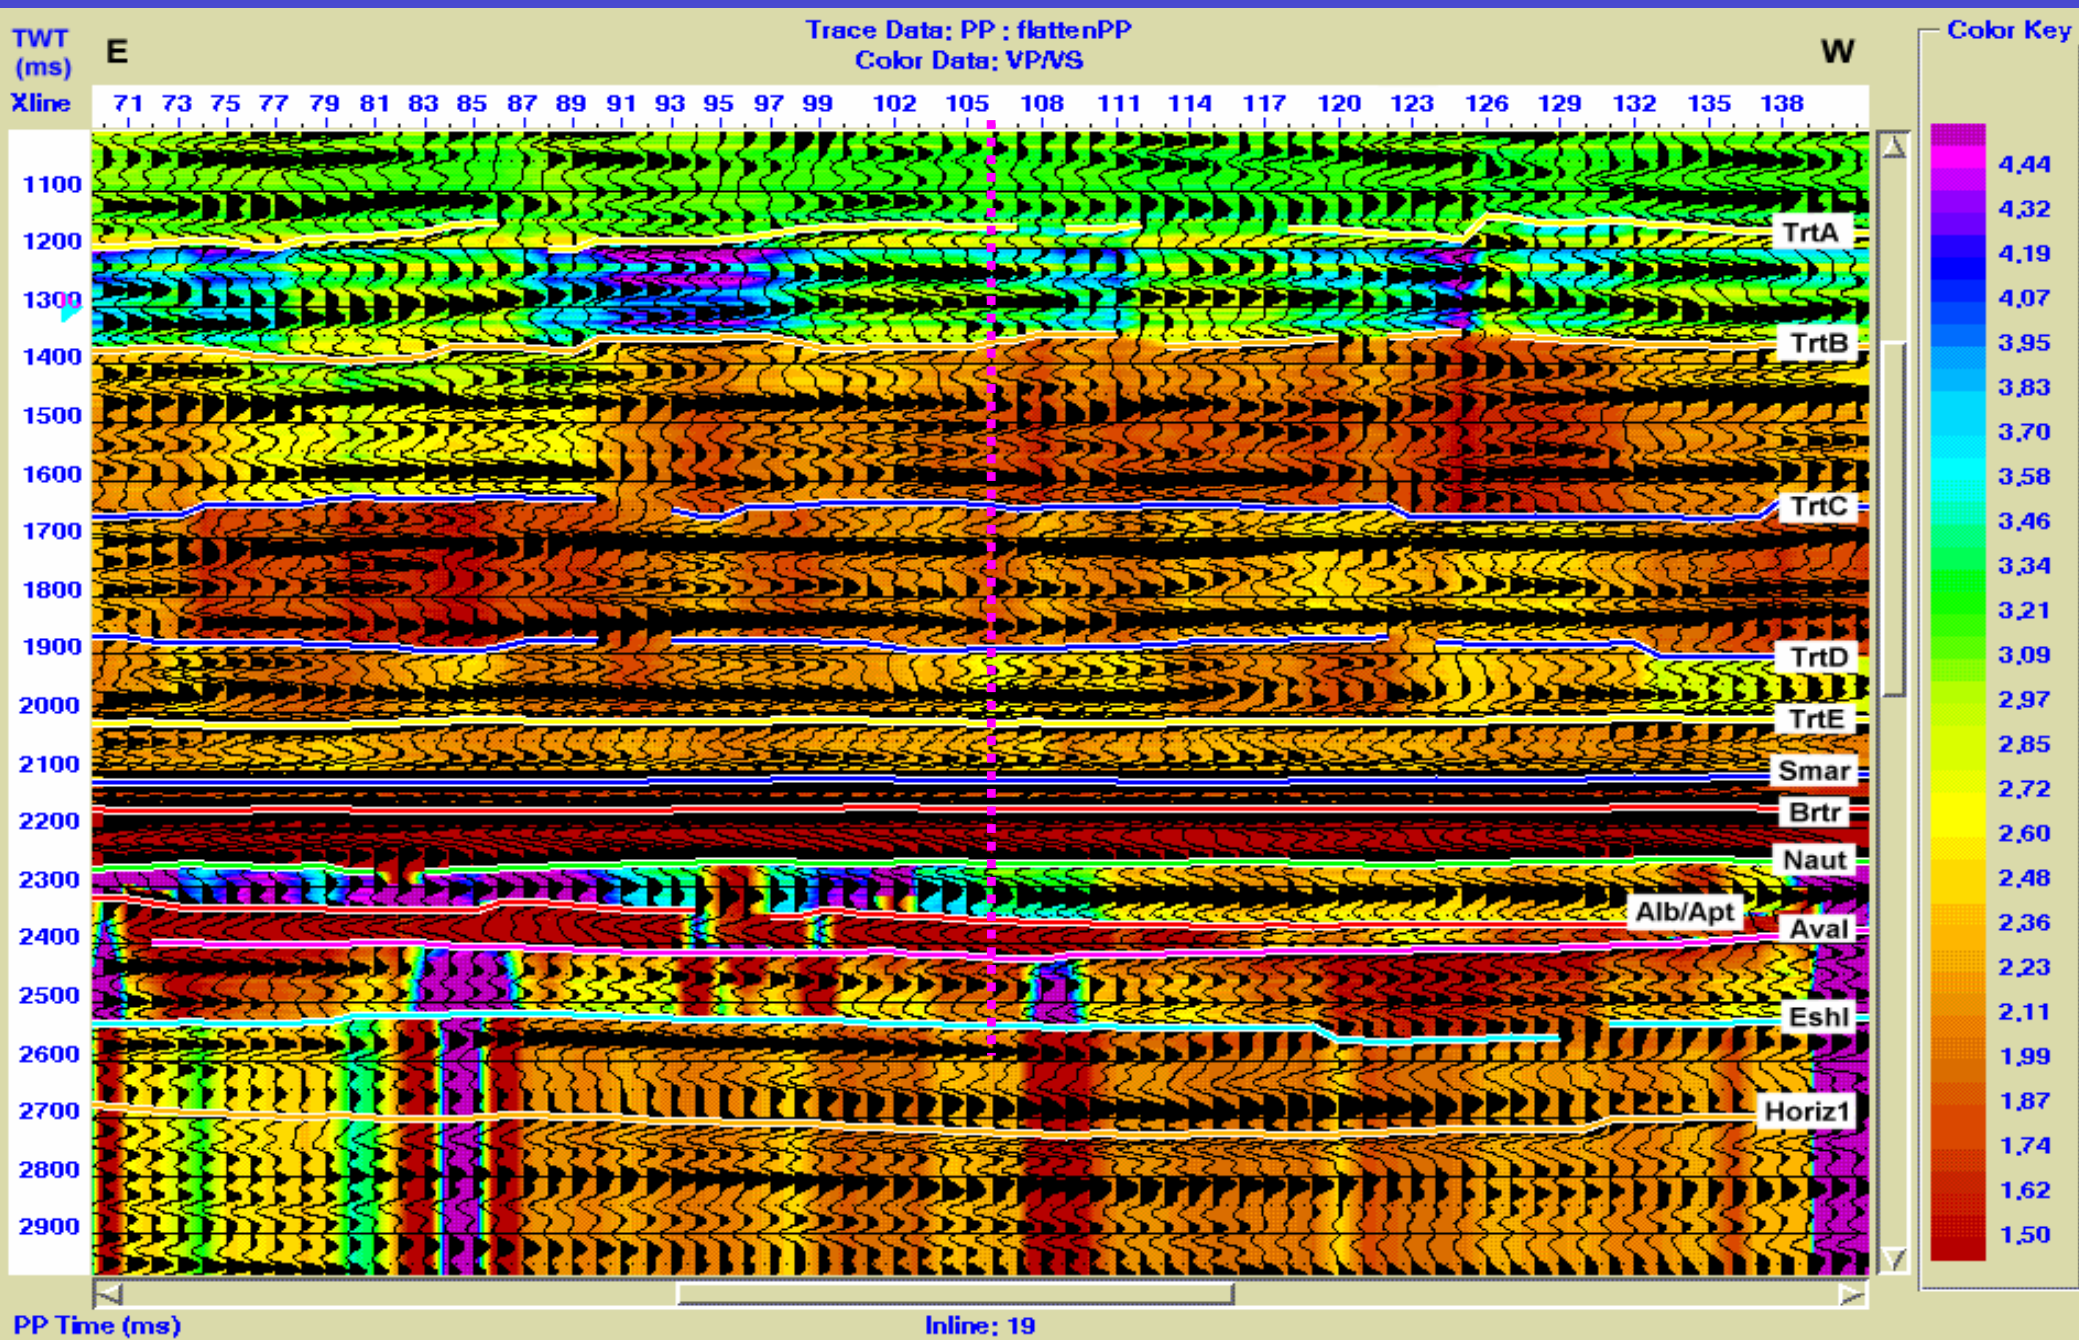 Trace Data: PP : flattenPP
Color Data: VP/VS
TWT
(ms)
E
W
Color Key
Xline
71 73 75 77 79 81 83 85 87 89 91 93 95 97 99 102 105 108 111 114 117 120 123 126 129 132 135 138
1100
1200
1300
1400
1500
1600
1700
1800
1900
2000
2100
2200
2300
2400
2500
2600
2700
2800
2900
TrtA
TrtB
TrtC
TrtD
TrtE
Smar
Brtr
Naut
Alb/Apt
Aval
Eshl
Horiz1
4,44
4,32
4,19
4,07
3,95
3,83
3,70
3,58
3,46
3,34
3,21
3,09
2,97
2,85
2,72
2,60
2,48
2,36
2,23
2,11
1,99
1,87
1,74
1,62
1,50
PP Time (ms)
Inline: 19